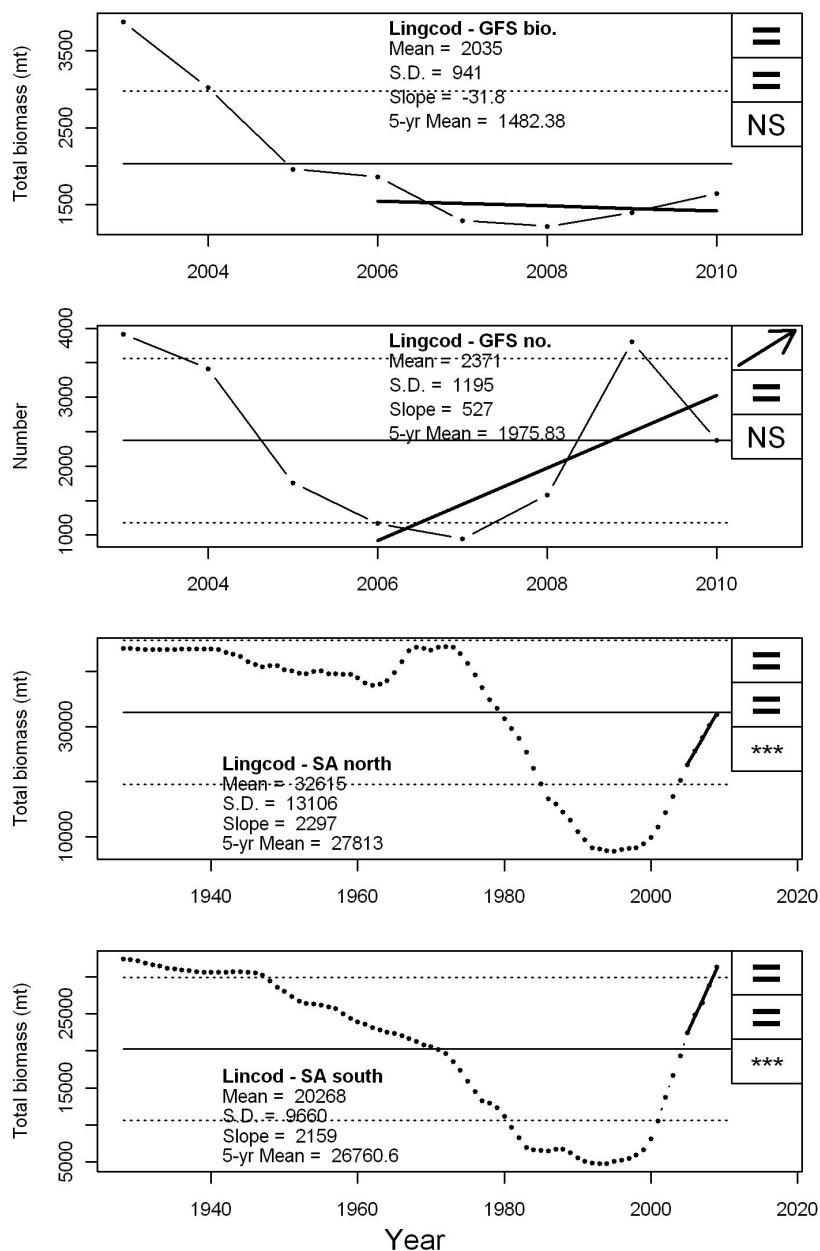 Lingcod - GFS bio.
Mean = 2035
S.D. = 941
Slope = -31.8
5-yr Mean = 1482.38
=
=
NS
Total biomass (mt)
3500
2500
1500
2004
2006
2008
2010
Lingcod - GFS no.
Mean = 2371
S.D. = 1195
Slope = 527
5-yr Mean = 1975.83
=
NS
Number
4000
3000
2000
1000
2004
2006
2008
2010
Lingcod - SA north
Mean = 32615
S.D. = 13106
Slope = 2297
5-yr Mean = 27813
=
=
***
Total biomass (mt)
30000
10000
1940
1960
1980
2000
2020
Lincod - SA south
Mean = 20268
S.D. = 9660
Slope = 2159
5-yr Mean = 26760.6
=
=
***
Total biomass (mt)
25000
15000
5000
1940
1960
1980
2000
2020
Year